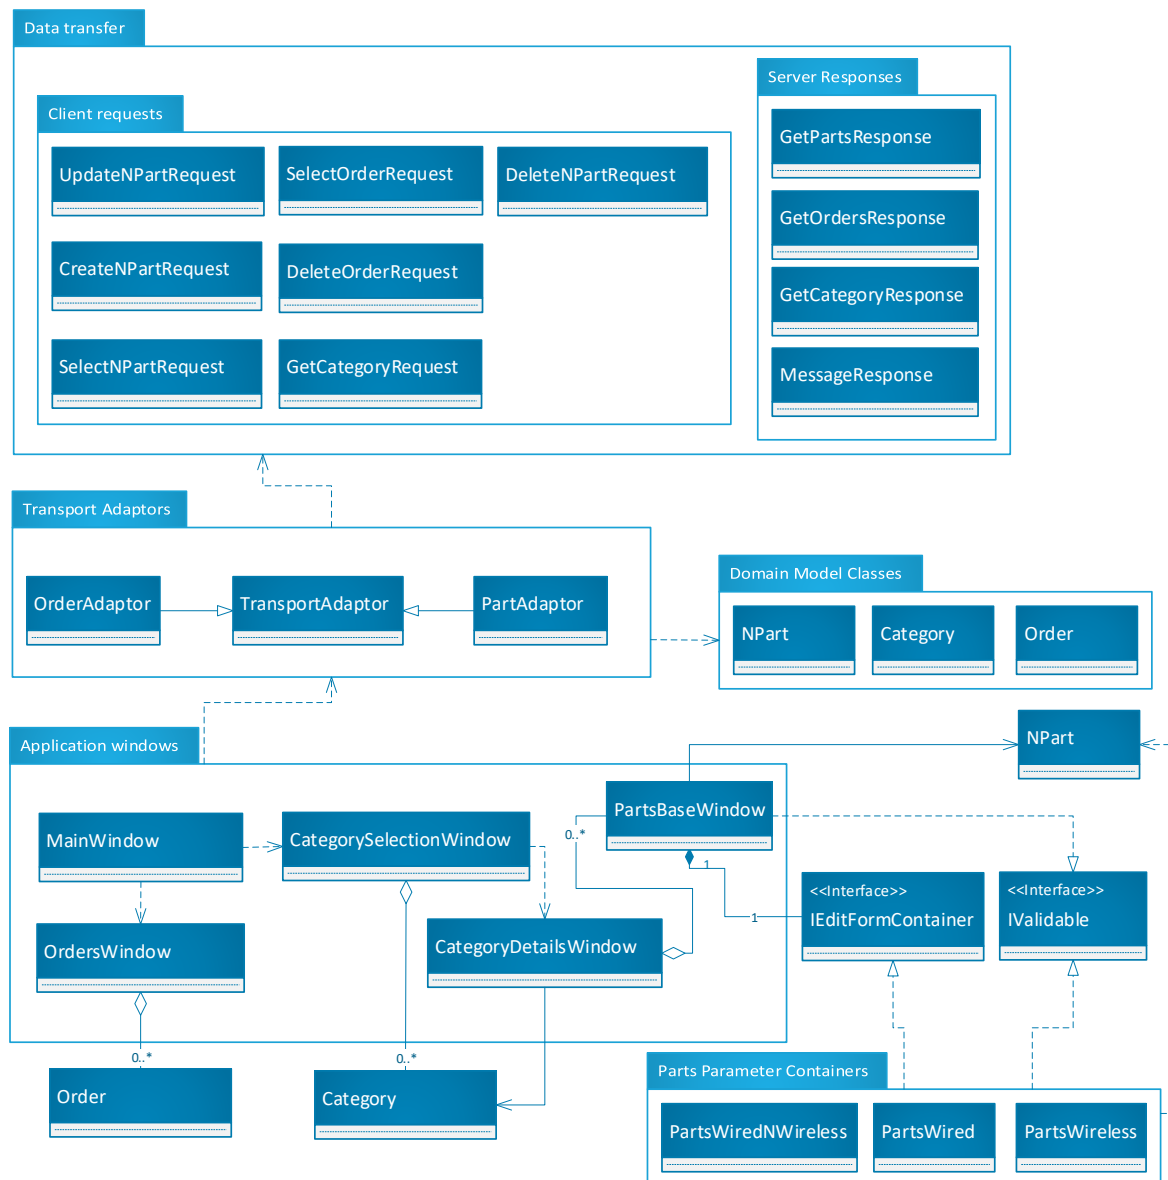 Data transfer
Server Responses
Client requests
GetPartsResponse
UpdateNPartRequest
SelectOrderRequest
DeleteNPartRequest
GetOrdersResponse
CreateNPartRequest
DeleteOrderRequest
GetCategoryResponse
SelectNPartRequest
GetCategoryRequest
MessageResponse
Transport Adaptors
OrderAdaptor
TransportAdaptor
PartAdaptor
Domain Model Classes
NPart
Category
Order
Application windows
NPart
PartsBaseWindow
MainWindow
CategorySelectionWindow
0..*
1
<<Interface>>
IEditFormContainer
<<Interface>>
IValidable
1
OrdersWindow
CategoryDetailsWindow
0..*
0..*
Order
Category
Parts Parameter Containers
PartsWiredNWireless
PartsWired
PartsWireless